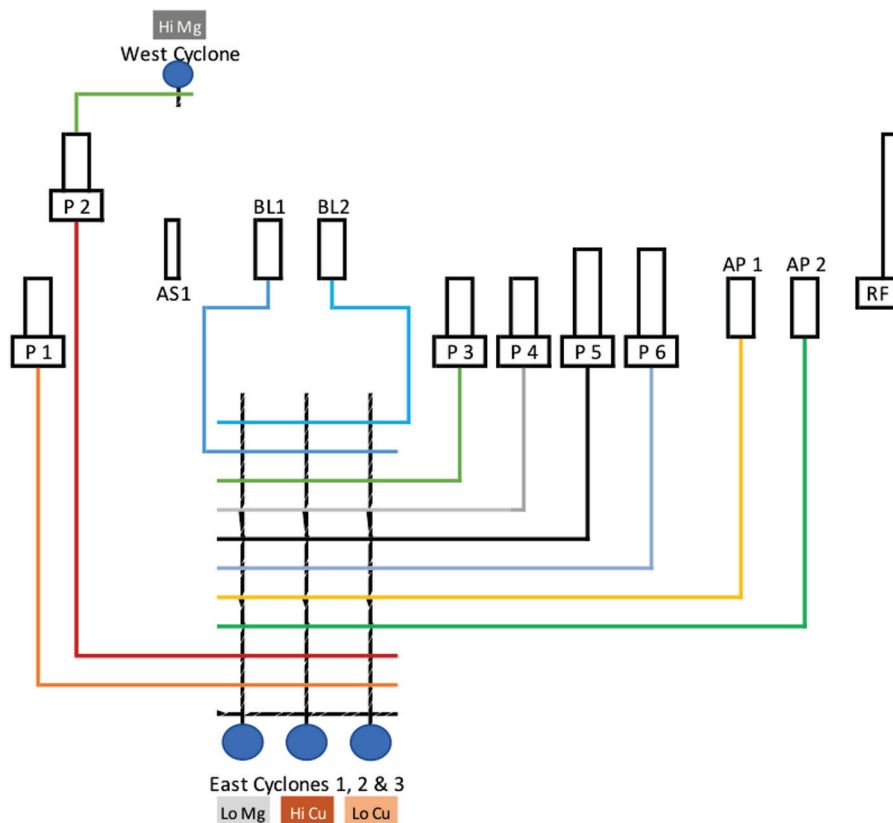 Hi Mg
West Cyclone
P 2
BL1
BL2
AS1
AP 1
AP 2
RF
P 1
P 3
P 4
P 5
P 6
East Cyclones 1, 2 & 3
Lo Mg
Hi Cu
Lo Cu